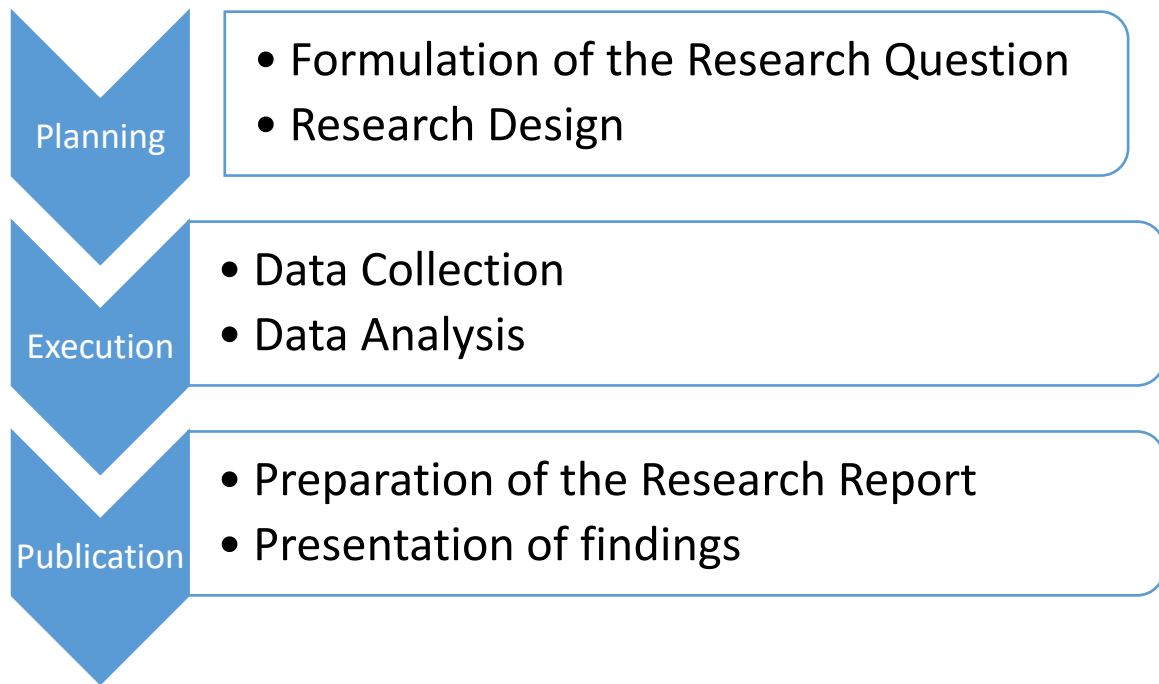 Planning
• Formulation of the Research Question
• Research Design
Execution
• Data Collection
• Data Analysis
Publication
• Preparation of the Research Report
• Presentation of findings